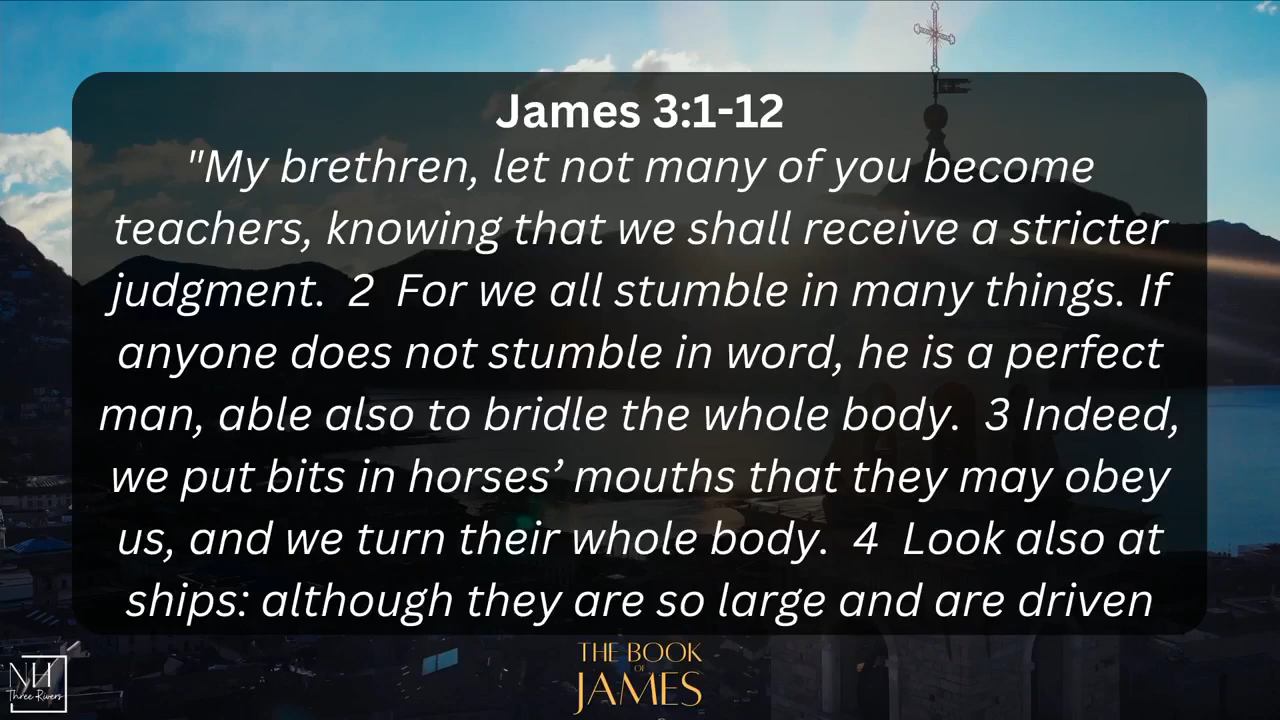 James 3:1-12
"My brethren, let not many of you become
teachers, knowing that we shall receive a stricter
judgment.  2  For we all stumble in many things. If
anyone does not stumble in word, he is a perfect
man, able also to bridle the whole body.  3 Indeed,
we put bits in horses’ mouths that they may obey
us, and we turn their whole body.  4  Look also at
ships: although they are so large and are driven
THE BOOK
OF
JAMES
NH
Three Rivers